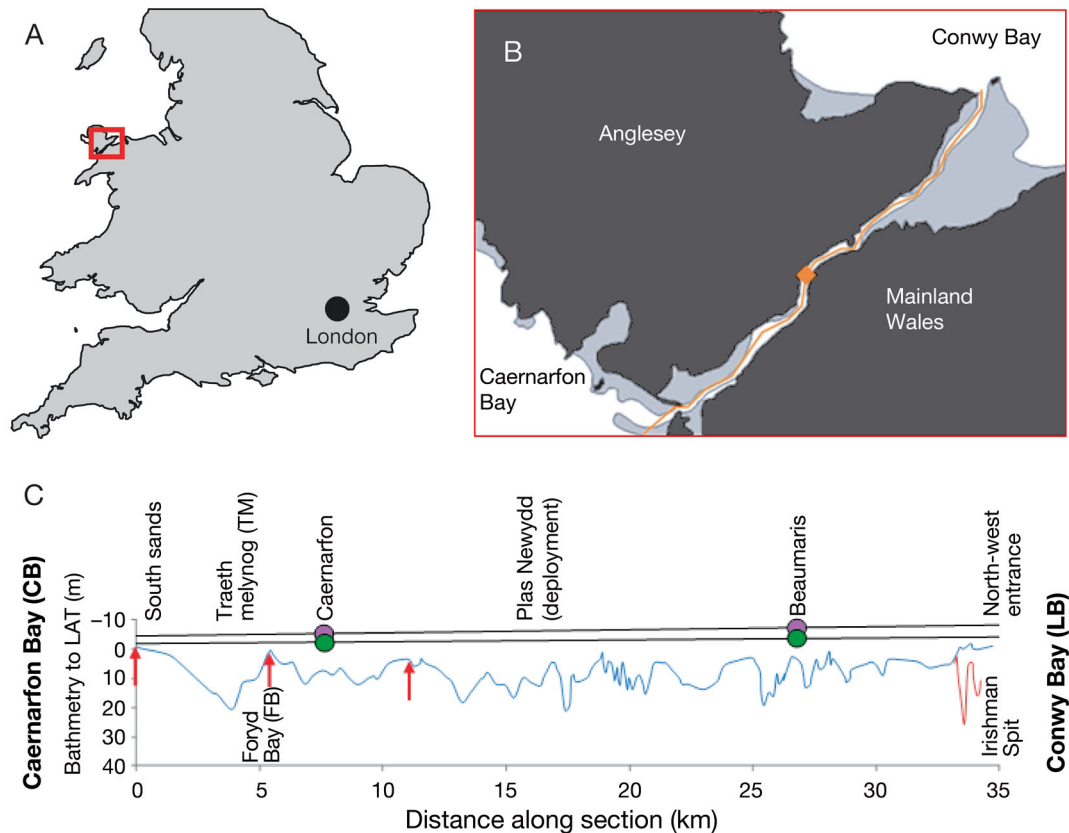 A
London
B
Conwy Bay
Anglesey
Mainland
Wales
Caernarfon
Bay
C
Caernarfon Bay (CB)
Bathmetry to LAT (m)
South sands
Traeth
melynog (TM)
Caernarfon
Plas Newydd
(deployment)
Beaumaris
North-west
entrance
Conwy Bay (LB)
–10
0
10
20
30
40
Foryd
Bay (FB)
Irishman
Spit
0
5
10
15
20
25
30
35
Distance along section (km)